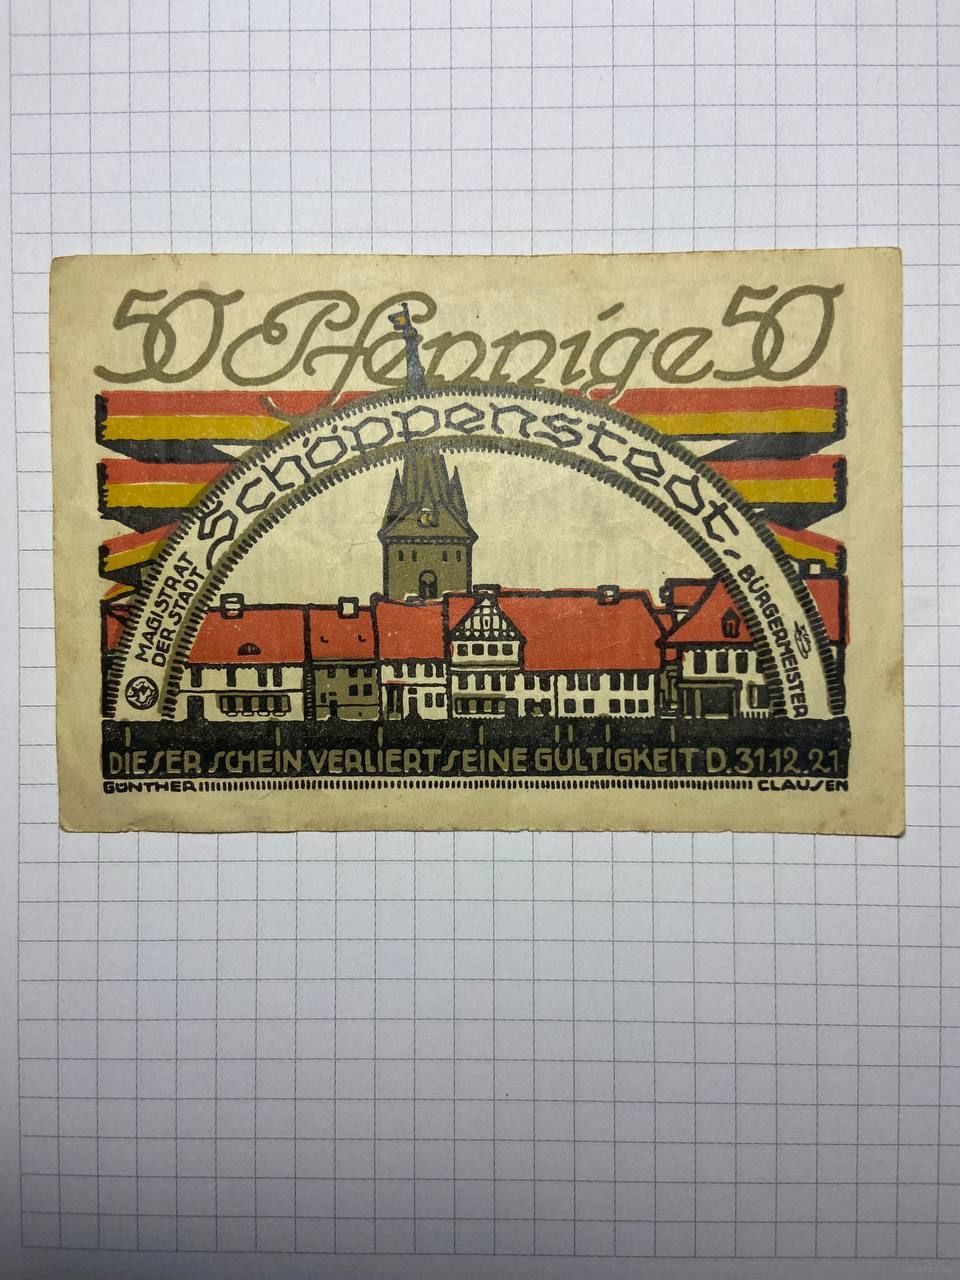 50 Pfennige 50
Schöppenstedt.
MAGISTRAT
DER STADT
BÜRGERMEISTER
DIESER SCHEIN VERLIERT SEINE GÜLTIGKEIT D. 31.12.21.
GÜNTHER CLAUSEN